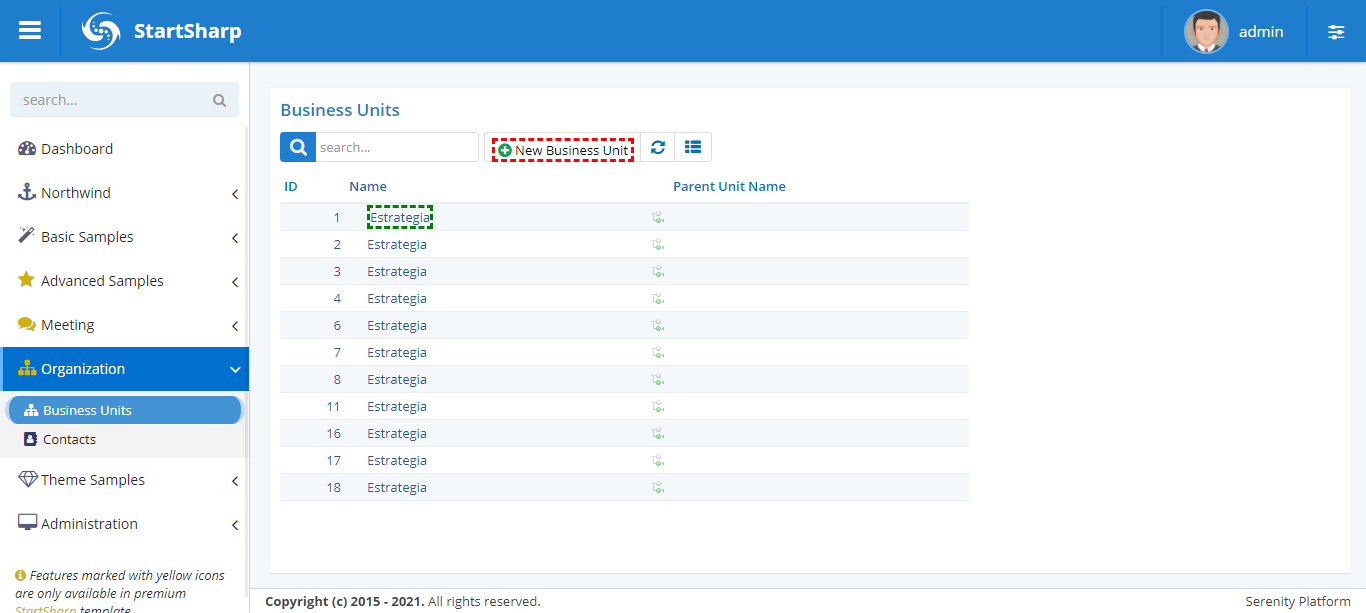 StartSharp
admin
search...
Dashboard
Northwind
Basic Samples
Advanced Samples
Meeting
Organization
Business Units
Contacts
Theme Samples
Administration
Features marked with yellow icons
are only available in premium
StartSharp template
Business Units
search...
New Business Unit
ID Name Parent Unit Name
1 Estrategia
2 Estrategia
3 Estrategia
4 Estrategia
6 Estrategia
7 Estrategia
8 Estrategia
11 Estrategia
16 Estrategia
17 Estrategia
18 Estrategia
Copyright (c) 2015 - 2021. All rights reserved.
Serenity Platform